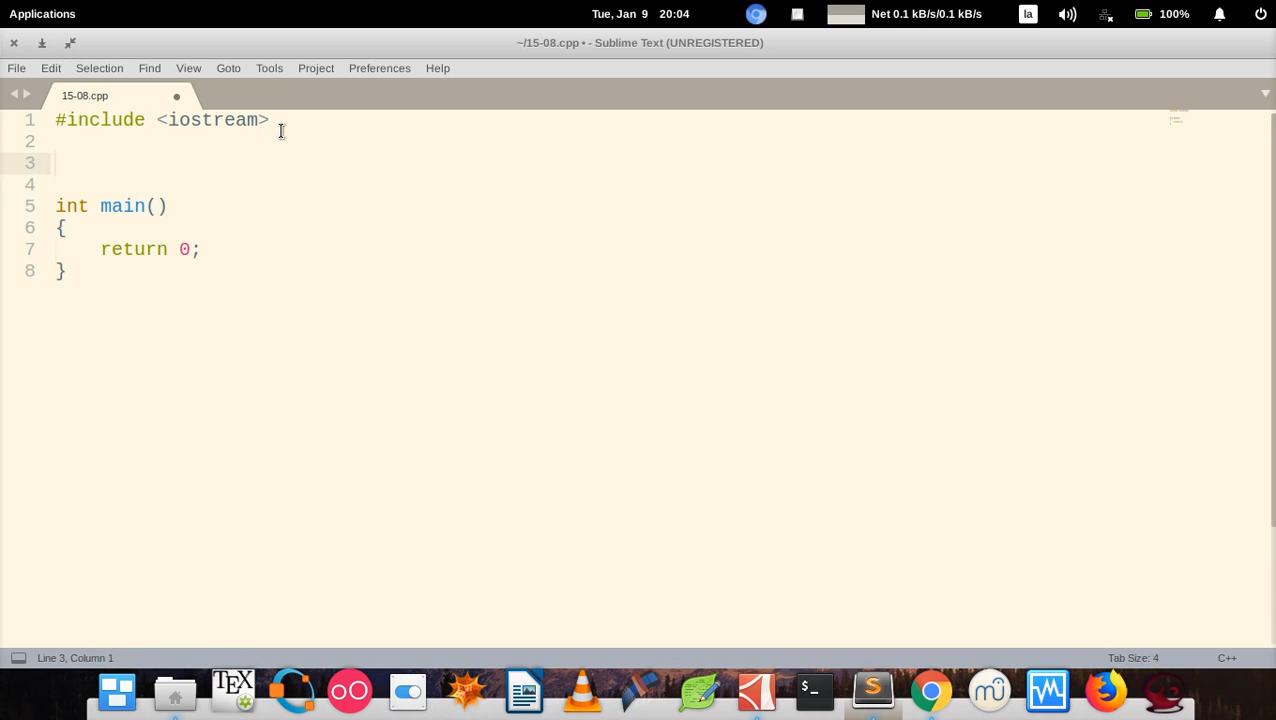 Applications
Tue, Jan 9 20:04
Net 0.1 kB/s/0.1 kB/s
la
100%
~/15-08.cpp • - Sublime Text (UNREGISTERED)
File Edit Selection Find View Goto Tools Project Preferences Help
15-08.cpp
1 #include <iostream>
2
3
4
5 int main()
6 {
7 return 0;
8 }
Line 3, Column 1
Tab Size: 4
C++
TEX
>_
S
mu